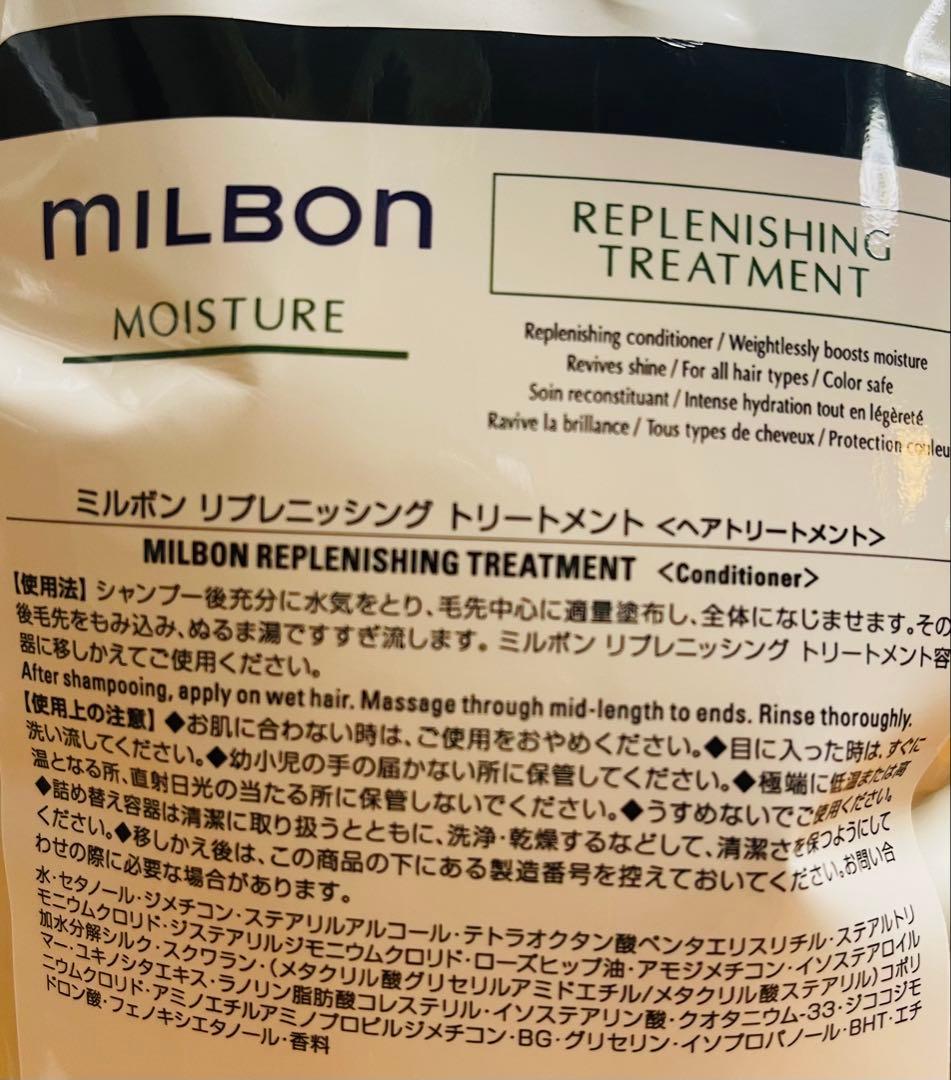 mILBOn
MOISTURE
REPLENISHING
TREATMENT
Replenishing conditioner / Weightlessly boosts moisture
Revives shine / For all hair types / Color safe
Soin reconstituant / Intense hydration tout en légèreté
Ravive la brillance / Tous types de cheveux / Protection couleu
ミルボン リプレニッシング トリートメント <ヘアトリートメント>
MILBON REPLENISHING TREATMENT <Conditioner>
【使用法】シャンプー後充分に水気をとり、毛先中心に適量塗布し、全体になじませます。その
後毛先をもみ込み、ぬるま湯ですすぎ流します。ミルボン リプレニッシング トリートメント容
器に移しかえてご使用ください。
After shampooing, apply on wet hair. Massage through mid-length to ends. Rinse thoroughly.
【使用上の注意】◆お肌に合わない時は、ご使用をおやめください。◆目に入った時は、すぐに
洗い流してください。◆幼小児の手の届かない所に保管してください。◆極端に低温または高
温となる所、直射日光の当たる所に保管しないでください。◆うすめないでご使用ください。
◆詰め替え容器は清潔に取り扱うとともに、洗浄・乾燥するなどして、清潔さを保つようにして
ください。◆移しかえ後は、この商品の下にある製造番号を控えておいてください。お問い合
わせの際に必要な場合があります。
水・セタノール・ジメチコン・ステアリルアルコール・テトラオクタン酸ペンタエリスリチル・ステアルトリ
モニウムクロリド・ジステアリルジモニウムクロリド・ローズヒップ油・アモジメチコン・イソステアロイル
加水分解シルク・スクワラン・(メタクリル酸グリセリルアミドエチル/メタクリル酸ステアリル)コポリ
マー・ユキノシタエキス・ラノリン脂肪酸コレステリル・イソステアリン酸・クオタニウム-33・ジココジモ
ニウムクロリド・アミノエチルアミノプロピルジメチコン・BG・グリセリン・イソプロパノール・BHT・エチ
ドロン酸・フェノキシエタノール・香料